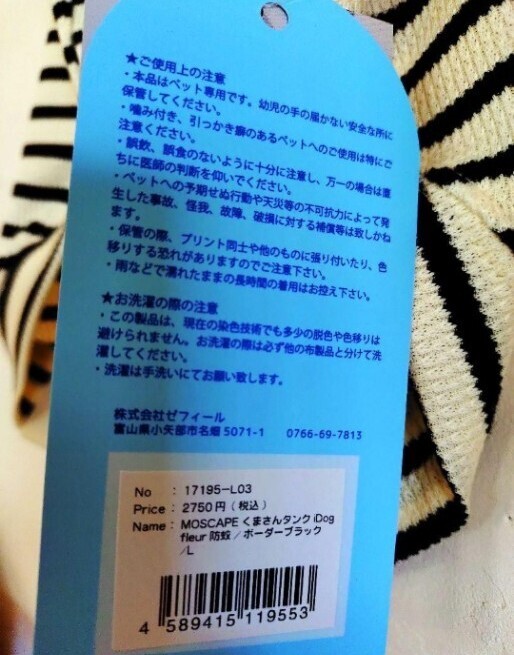 ★ご使用上の注意
・本品はペット専用です。幼児の手の届かない安全な所に
保管してください。
・噛み付き、引っかき癖のあるペットへのご使用は特にご
注意ください。
・誤飲、誤食のないように十分に注意し、万一の場合は直
ちに医師の判断を仰いでください。
・ペットへの予期せぬ行動や天災等の不可抗力によって発
生した事故、怪我、故障、破損に対する補償等は致しかね
ます。
・保管の際、プリント同士や他のものに張り付いたり、色
移りする恐れがありますのでご注意下さい。
・雨などで濡れたままの長時間の着用はお控え下さい。
★お洗濯の際の注意
・この製品は、現在の染色技術でも多少の脱色や色移りは
避けられません。お洗濯の際は必ず他の布製品と分けて洗
濯してください。
・洗濯は手洗いにてお願い致します。
株式会社ゼフィール
富山県小矢部市名畑 5071-1 0766-69-7813
No : 17195-L03
Price : 2750円(税込)
Name : MOSCAPE くまさんタンク iDog
fleur 防蚊/ボーダーブラック
/L
4 589415 119553